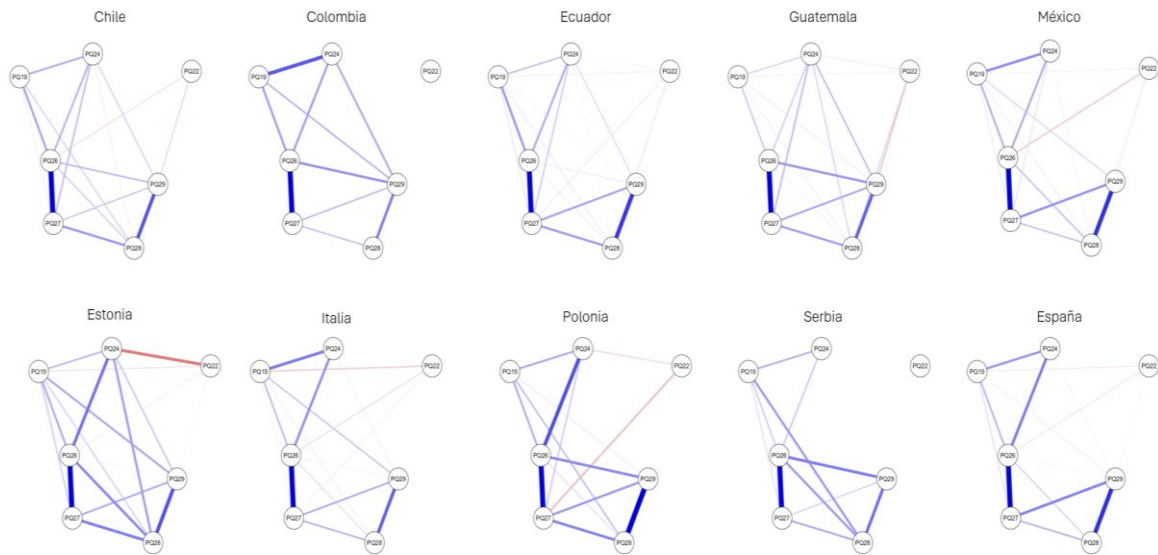 Chile Colombia Ecuador Guatemala México
PQ24 PQ24 PQ24 PQ24 PQ24
PQ19 PQ22 PQ19 PQ22 PQ19 PQ22 PQ19 PQ22 PQ19 PQ22
PQ26 PQ26 PQ26 PQ26 PQ26
PQ29 PQ29 PQ29 PQ29 PQ29
PQ27 PQ27 PQ27 PQ27 PQ27
PQ28 PQ28 PQ28 PQ28 PQ28
Estonia Italia Polonia Serbia España
PQ24 PQ24 PQ24 PQ24 PQ24
PQ19 PQ22 PQ19 PQ22 PQ19 PQ22 PQ19 PQ22 PQ19 PQ22
PQ26 PQ26 PQ26 PQ26 PQ26
PQ29 PQ29 PQ29 PQ29 PQ29
PQ27 PQ27 PQ27 PQ27 PQ27
PQ28 PQ28 PQ28 PQ28 PQ28